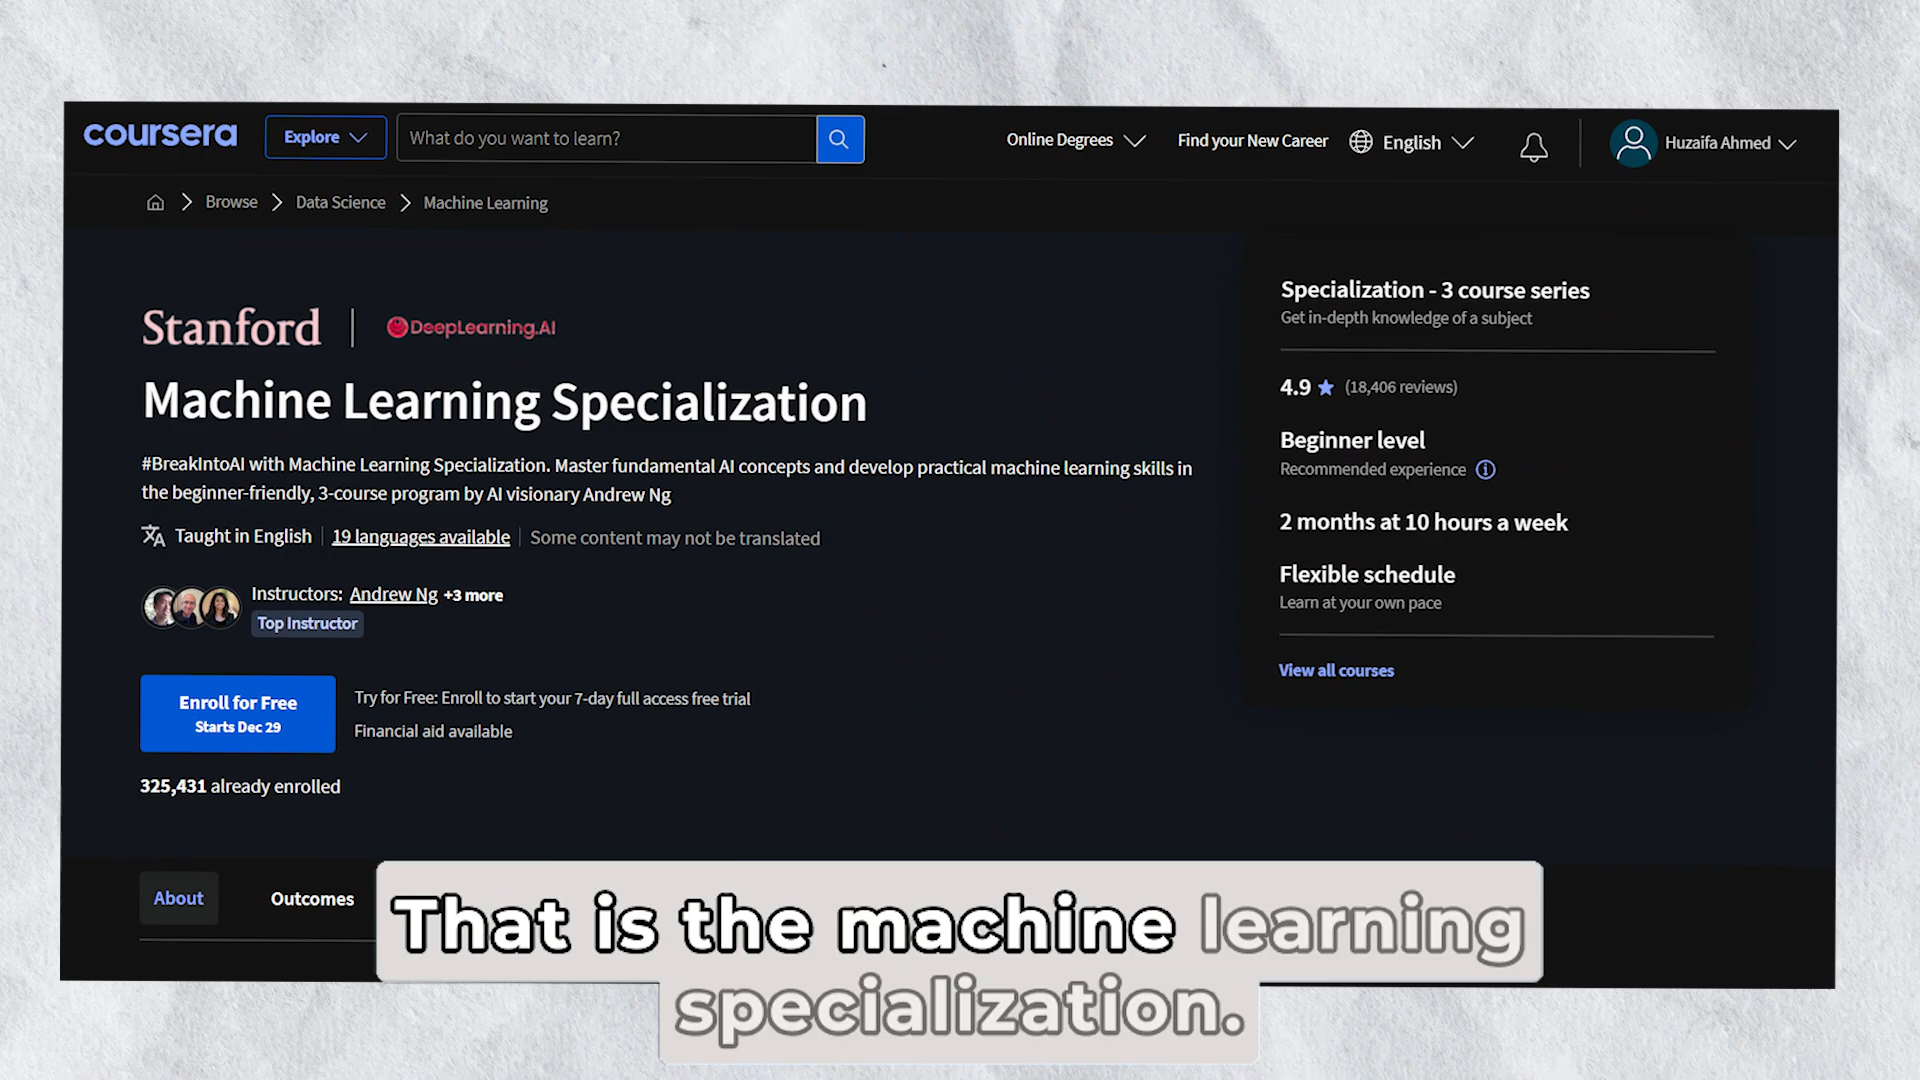 coursera
Explore
What do you want to learn?
Online Degrees
Find your New Career
English
Huzaifa Ahmed
Browse
Data Science
Machine Learning
Stanford
DeepLearning.AI
Machine Learning Specialization
#BreakIntoAI with Machine Learning Specialization. Master fundamental AI concepts and develop practical machine learning skills in
the beginner-friendly, 3-course program by AI visionary Andrew Ng
Taught in English
19 languages available
Some content may not be translated
Instructors: Andrew Ng +3 more
Top Instructor
Enroll for Free
Starts Dec 29
Try for Free: Enroll to start your 7-day full access free trial
Financial aid available
325,431 already enrolled
Specialization - 3 course series
Get in-depth knowledge of a subject
4.9
(18,406 reviews)
Beginner level
Recommended experience
2 months at 10 hours a week
Flexible schedule
Learn at your own pace
View all courses
About
Outcomes
That is the machine learning
specialization.